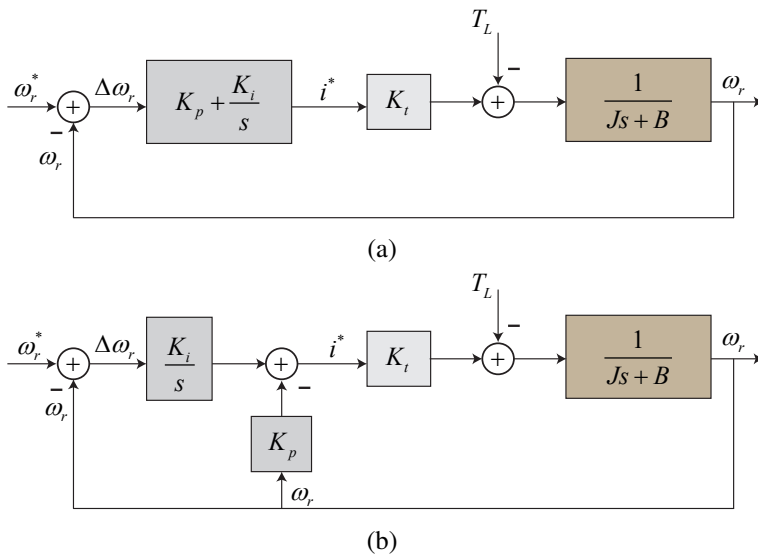 T_L
ω_r^* + Δω_r K_p + K_i/s i^* K_t + − 1/(Js + B) ω_r
−
ω_r
(a)
T_L
ω_r^* + Δω_r K_i/s + i^* K_t + − 1/(Js + B) ω_r
− −
ω_r K_p
ω_r
(b)